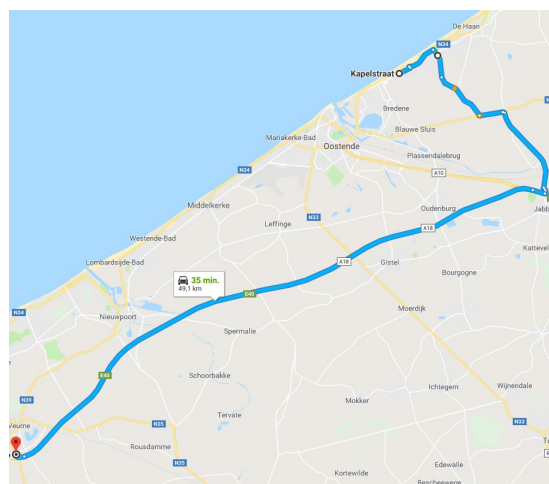 De Haan
N34
Kapelstraat
Bredene
Blauwe Sluis
Mariakerke-Bad
Oostende
Plassendalebrug
N34
A10
Middelkerke
Oudenburg
Jabb
N33
A18
Leffinge
Westende-Bad
Kattevel
A18
Gistel
Lombardsijde-Bad
Bourgogne
35 min.
49,1 km
E40
N34
Nieuwpoort
Moerdijk
Spermalie
E40
Schoorbakke
N39
Ichtegem
Wijnendale
Mokker
Tervate
Veurne
N35
N33
Rousdamme
N35
Edewalle
Kortewilde
Bescheewege